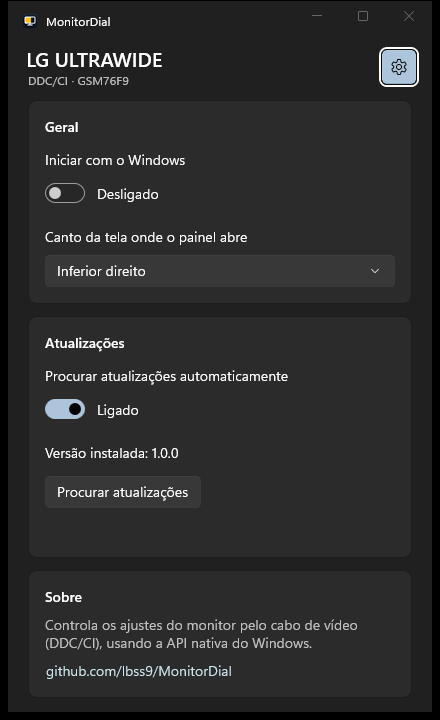 MonitorDial
LG ULTRAWIDE
DDC/CI · GSM76F9
Geral
Iniciar com o Windows
Desligado
Canto da tela onde o painel abre
Inferior direito
Atualizações
Procurar atualizações automaticamente
Ligado
Versão instalada: 1.0.0
Procurar atualizações
Sobre
Controla os ajustes do monitor pelo cabo de vídeo
(DDC/CI), usando a API nativa do Windows.
github.com/lbss9/MonitorDial